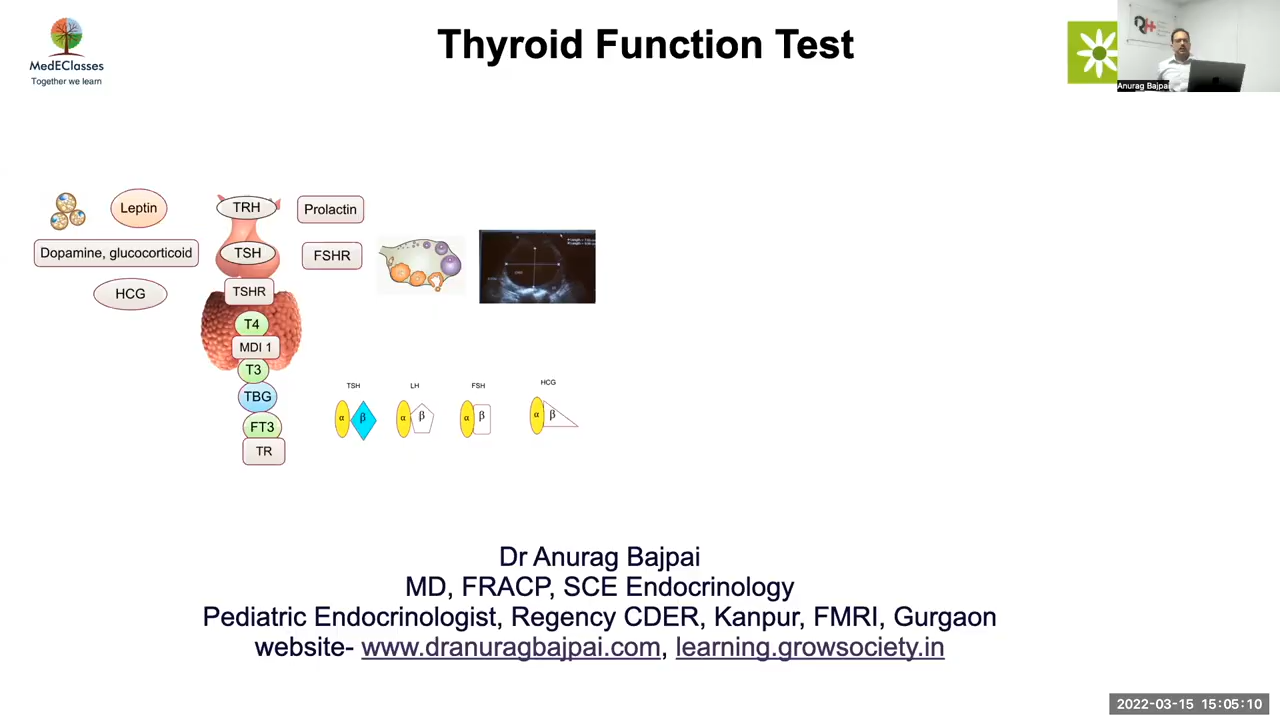 Thyroid Function Test
MedEClasses
Together we learn
Anurag Bajpai
Leptin
TRH
Prolactin
Dopamine, glucocorticoid
TSH
FSHR
HCG
TSHR
T4
MDI 1
T3
TBG
FT3
TR
TSH
LH
FSH
HCG
α β
α β
α β
α β
Dr Anurag Bajpai
MD, FRACP, SCE Endocrinology
Pediatric Endocrinologist, Regency CDER, Kanpur, FMRI, Gurgaon
website- www.dranuragbajpai.com, learning.growsociety.in
2022-03-15 15:05:10